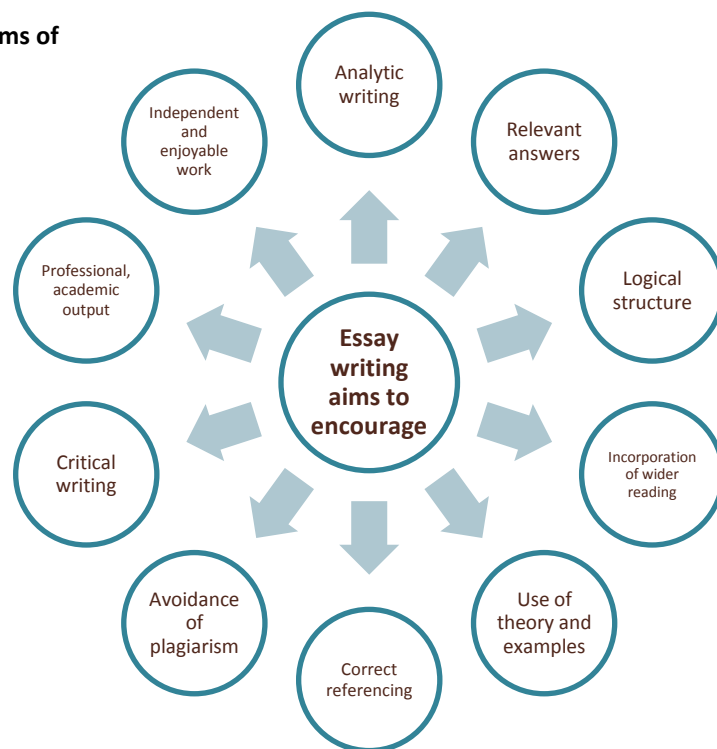 ms of
Analytic
writing
Relevant
answers
Logical
structure
Incorporation
of wider
reading
Use of
theory and
examples
Correct
referencing
Avoidance
of
plagiarism
Critical
writing
Professional,
academic
output
Independent
and
enjoyable
work
Essay
writing
aims to
encourage